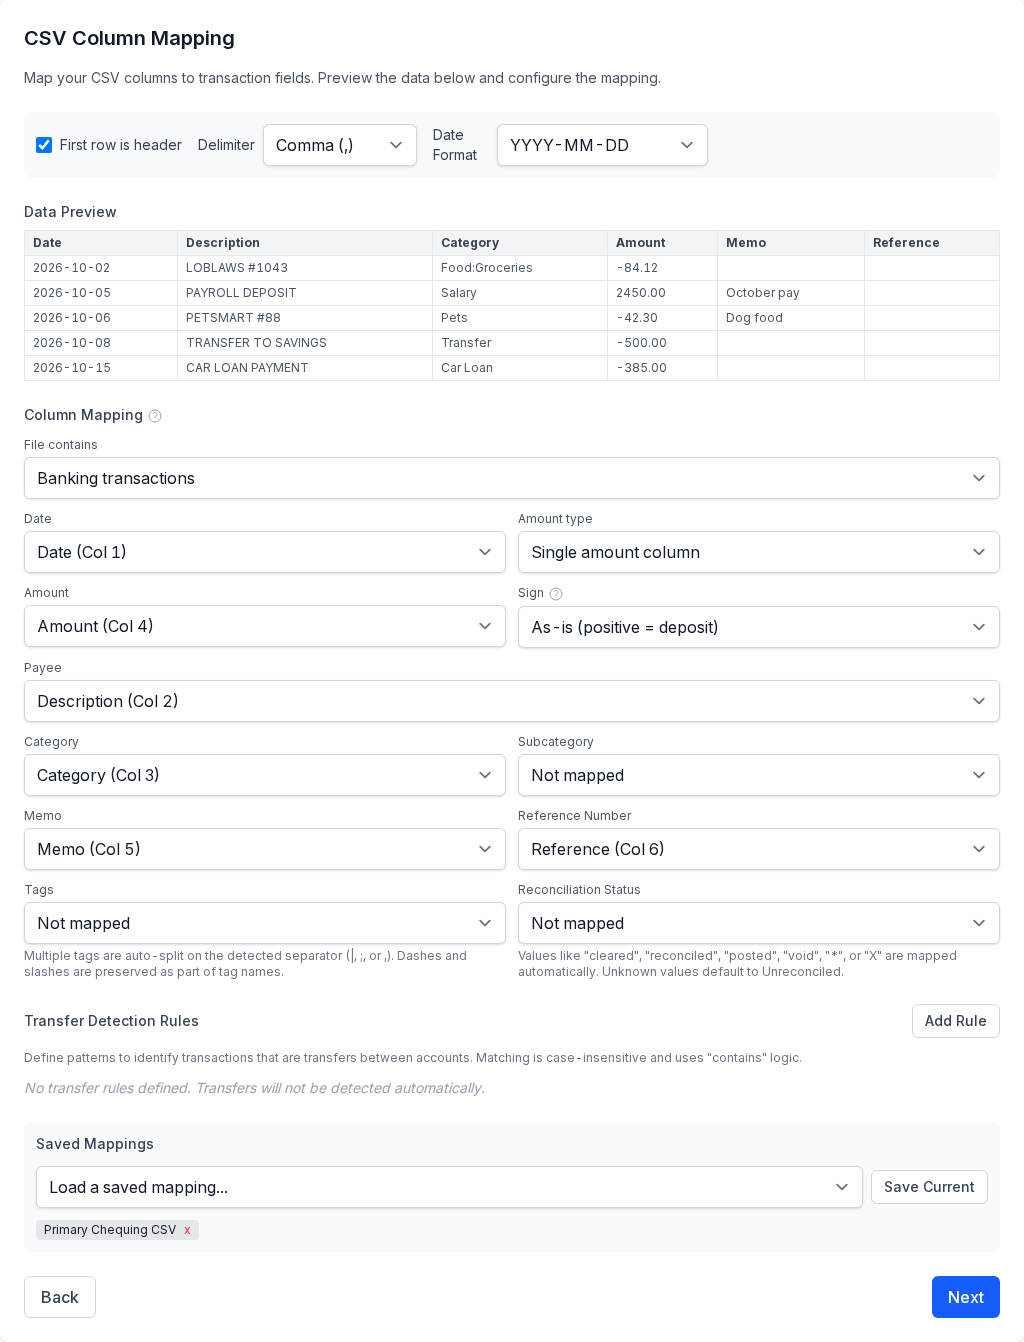 CSV Column Mapping
Map your CSV columns to transaction fields. Preview the data below and configure the mapping.
First row is header Delimiter Comma (,) Date Format YYYY-MM-DD
Data Preview
Date Description Category Amount Memo Reference
2026-10-02 LOBLAWS #1043 Food:Groceries -84.12
2026-10-05 PAYROLL DEPOSIT Salary 2450.00 October pay
2026-10-06 PETSMART #88 Pets -42.30 Dog food
2026-10-08 TRANSFER TO SAVINGS Transfer -500.00
2026-10-15 CAR LOAN PAYMENT Car Loan -385.00
Column Mapping ?
File contains
Banking transactions
Date Amount type
Date (Col 1) Single amount column
Amount Sign ?
Amount (Col 4) As-is (positive = deposit)
Payee
Description (Col 2)
Category Subcategory
Category (Col 3) Not mapped
Memo Reference Number
Memo (Col 5) Reference (Col 6)
Tags Reconciliation Status
Not mapped Not mapped
Multiple tags are auto-split on the detected separator (|, ;, or ,). Dashes and
slashes are preserved as part of tag names.
Values like "cleared", "reconciled", "posted", "void", "*", or "X" are mapped
automatically. Unknown values default to Unreconciled.
Transfer Detection Rules Add Rule
Define patterns to identify transactions that are transfers between accounts. Matching is case-insensitive and uses "contains" logic.
No transfer rules defined. Transfers will not be detected automatically.
Saved Mappings
Load a saved mapping... Save Current
Primary Chequing CSV x
Back Next